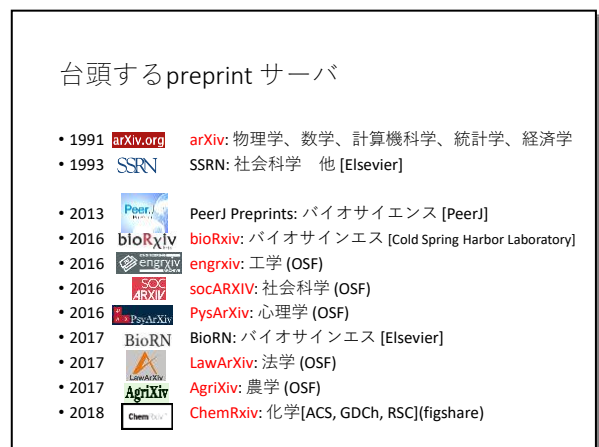 台頭するpreprint サーバ
• 1991 arXiv.org arXiv: 物理学、数学、計算機科学、統計学、経済学
• 1993 SSRN SSRN: 社会科学 他 [Elsevier]
• 2013 PeerJ PeerJ Preprints: バイオサイエンス [PeerJ]
• 2016 bioRχiv bioRxiv: バイオサインエス [Cold Spring Harbor Laboratory]
• 2016 engrχiv engrxiv: 工学 (OSF)
• 2016 SOC ARXIV socARXIV: 社会科学 (OSF)
• 2016 PsyArXiv PysArXiv: 心理学 (OSF)
• 2017 BioRN BioRN: バイオサインエス [Elsevier]
• 2017 LawArXiv LawArXiv: 法学 (OSF)
• 2017 AgriXiv AgriXiv: 農学 (OSF)
• 2018 ChemRxiv ChemRxiv: 化学[ACS, GDCh, RSC](figshare)